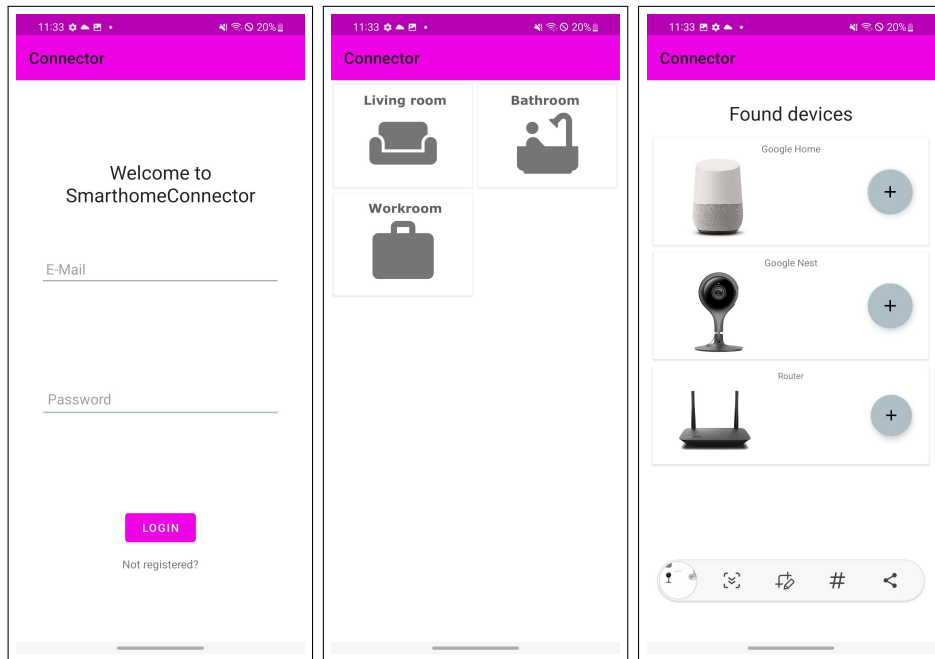 11:33 20%
Connector
Welcome to
SmarthomeConnector
E-Mail
Password
LOGIN
Not registered?
11:33 20%
Connector
Living room
Bathroom
Workroom
11:33 20%
Connector
Found devices
Google Home
+
Google Nest
+
Router
+
#